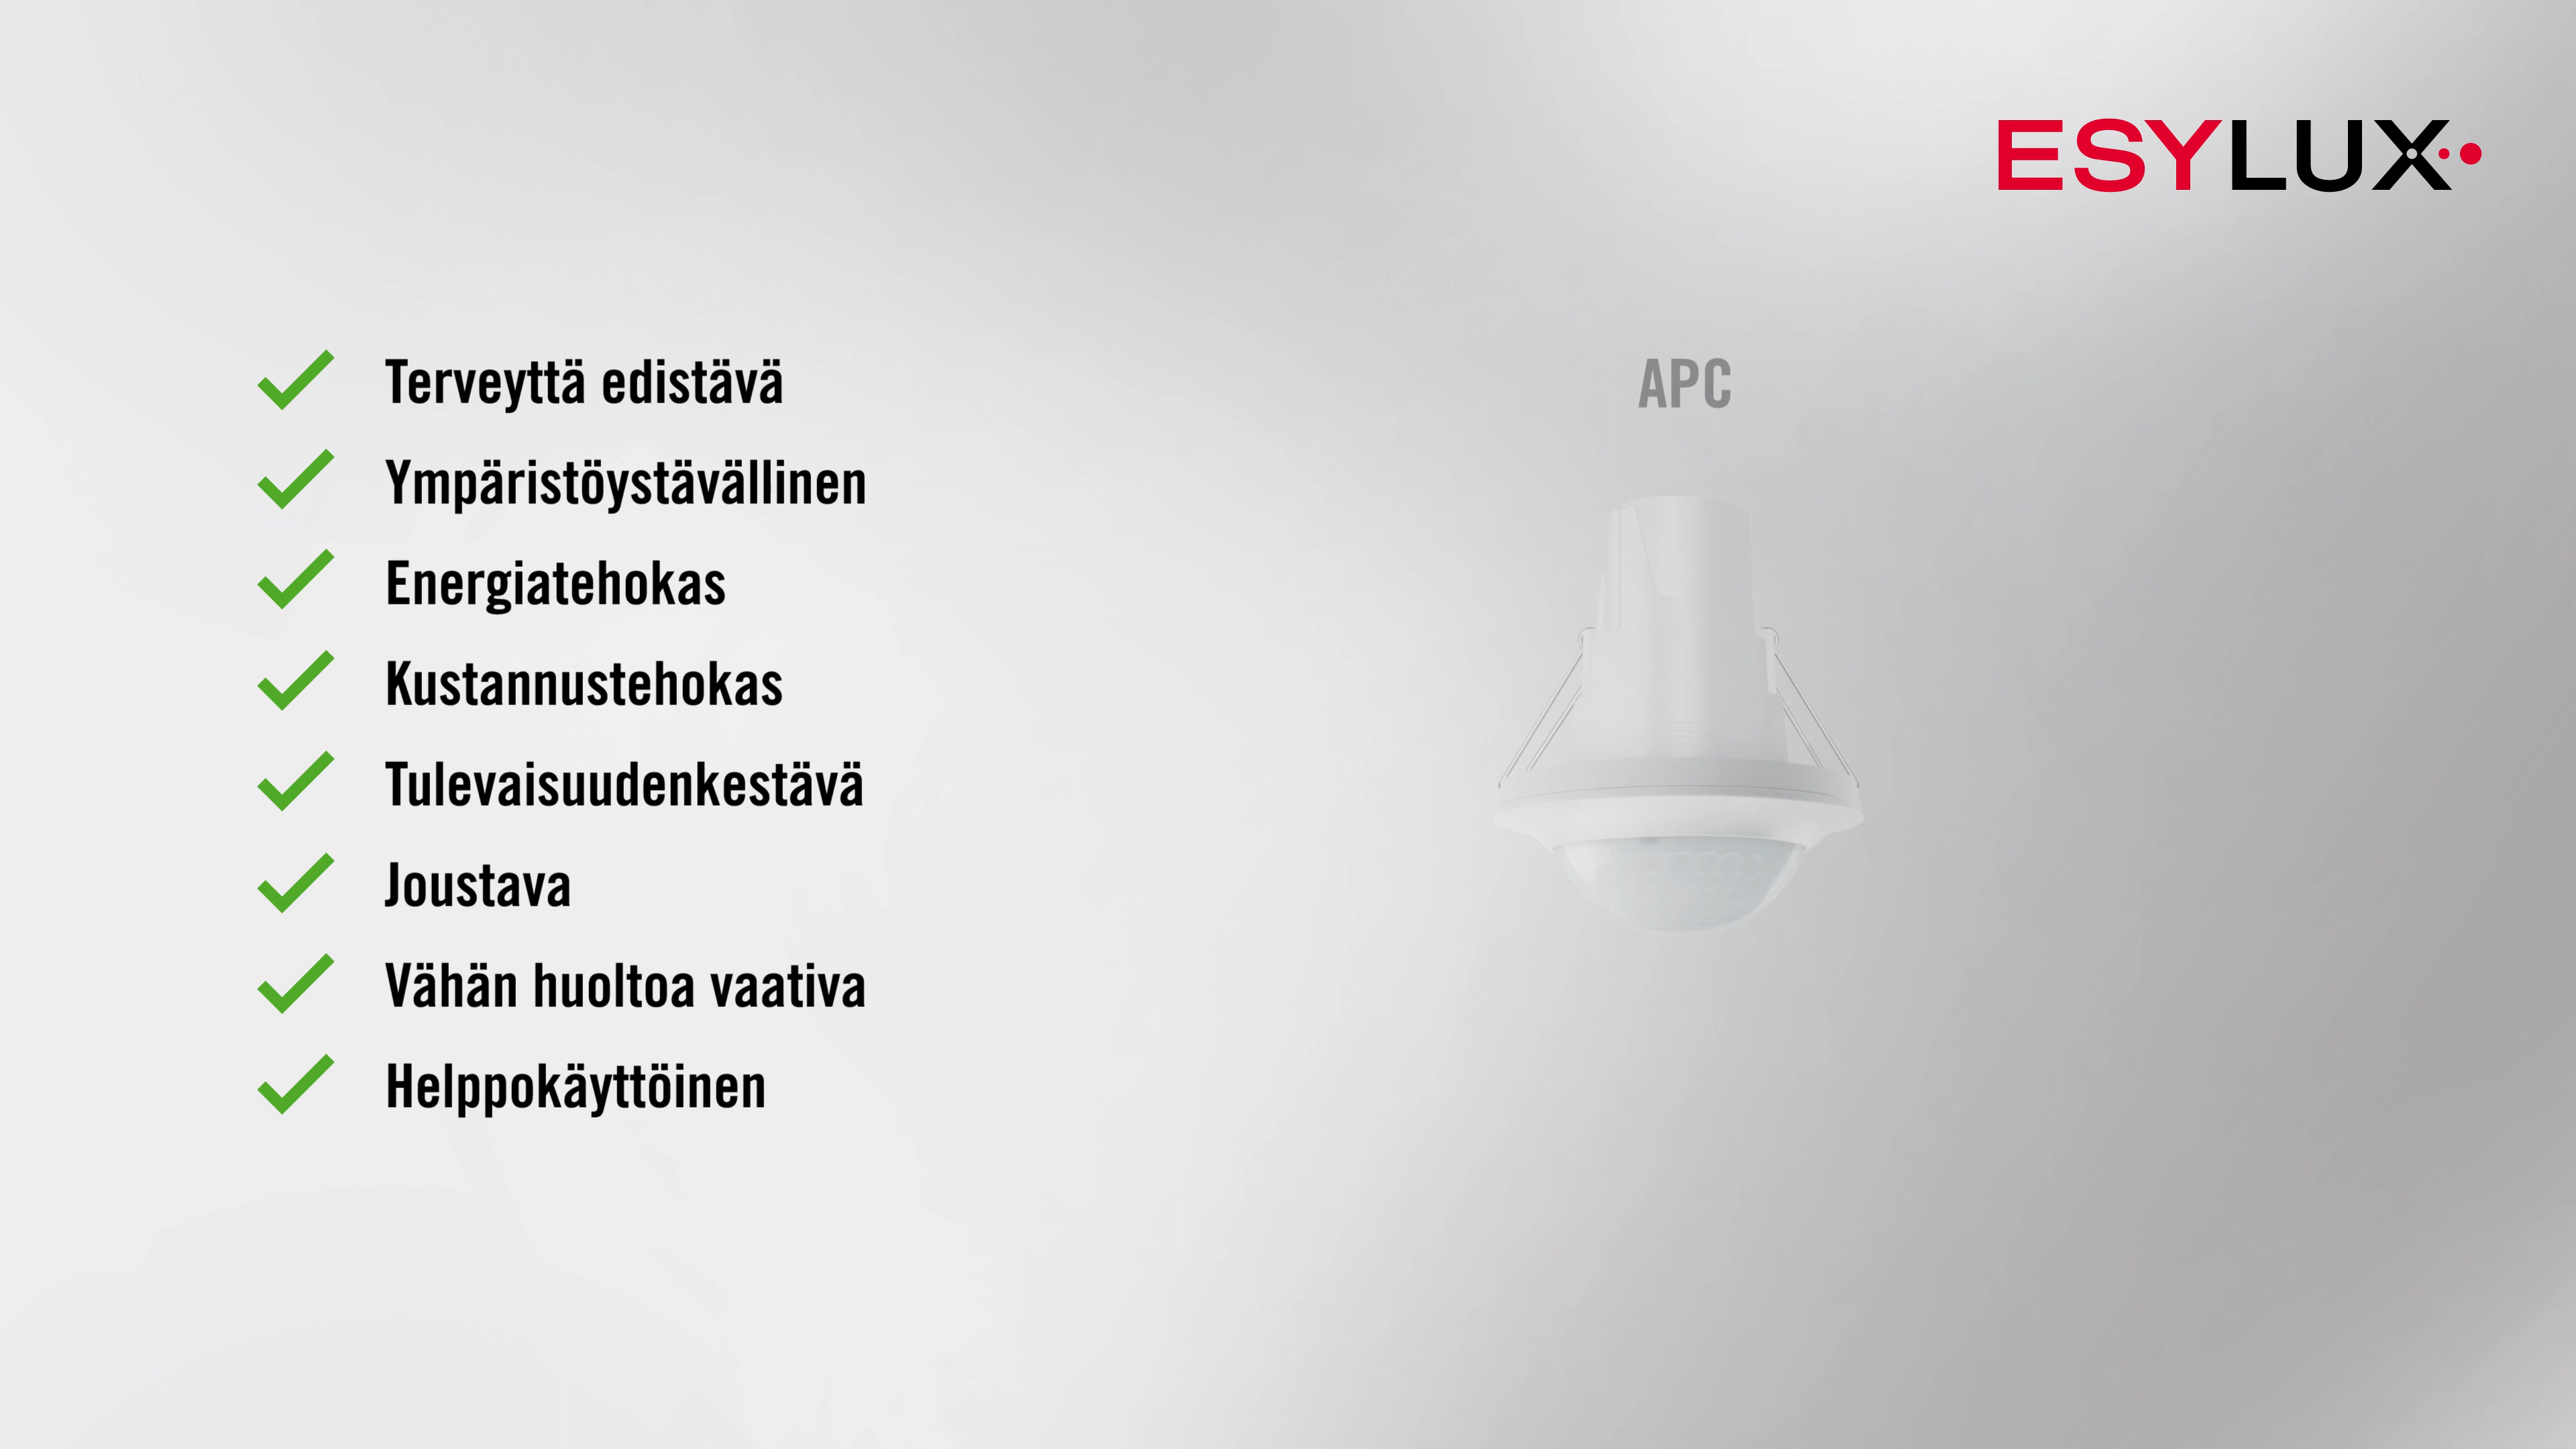 ESYLUX
Terveyttä edistävä
Ympäristöystävällinen
Energiatehokas
Kustannustehokas
Tulevaisuudenkestävä
Joustava
Vähän huoltoa vaativa
Helppokäyttöinen
APC